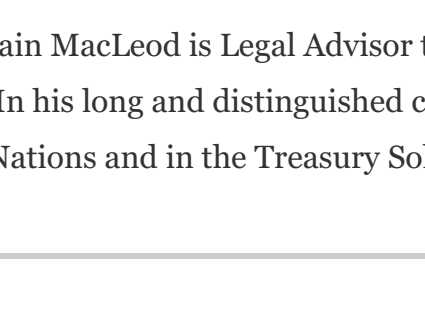 ain MacLeod is Legal Advisor t
In his long and distinguished c
Nations and in the Treasury Sol